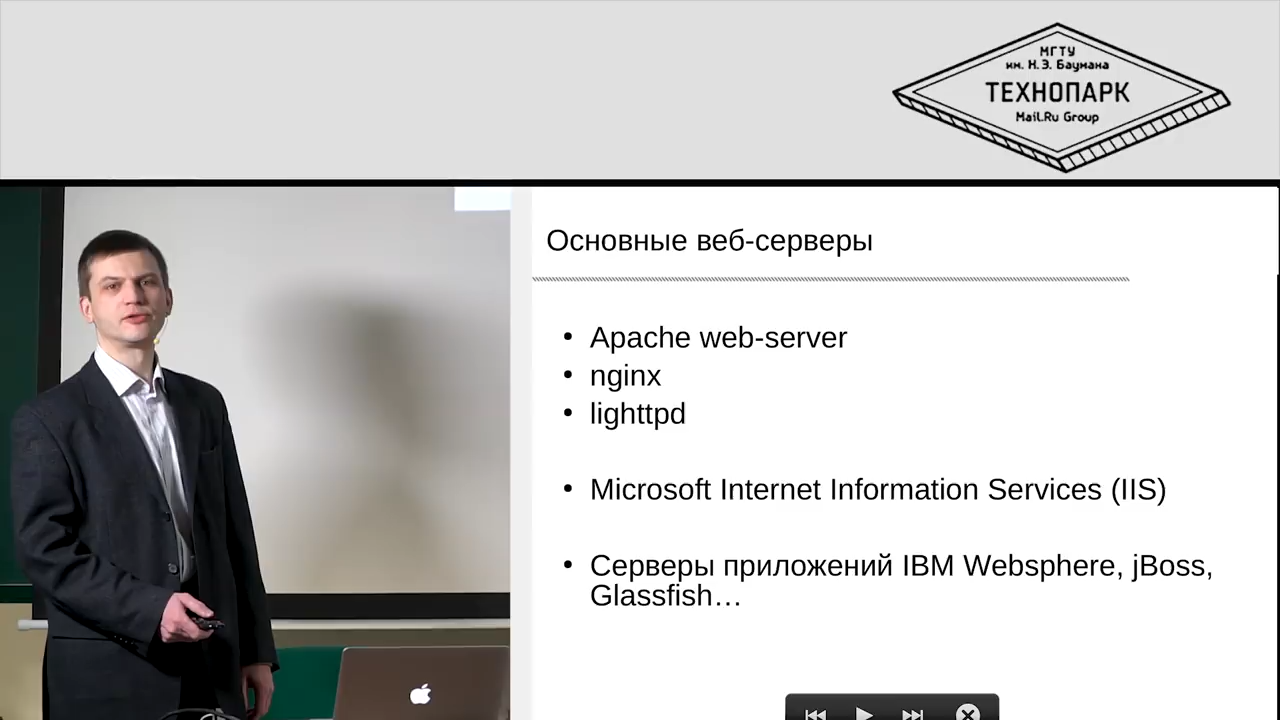 МГТУ
им. Н.Э. Баумана
ТЕХНОПАРК
Mail.Ru Group
Основные веб-серверы
• Apache web-server
• nginx
• lighttpd
• Microsoft Internet Information Services (IIS)
• Серверы приложений IBM Websphere, jBoss,
Glassfish…